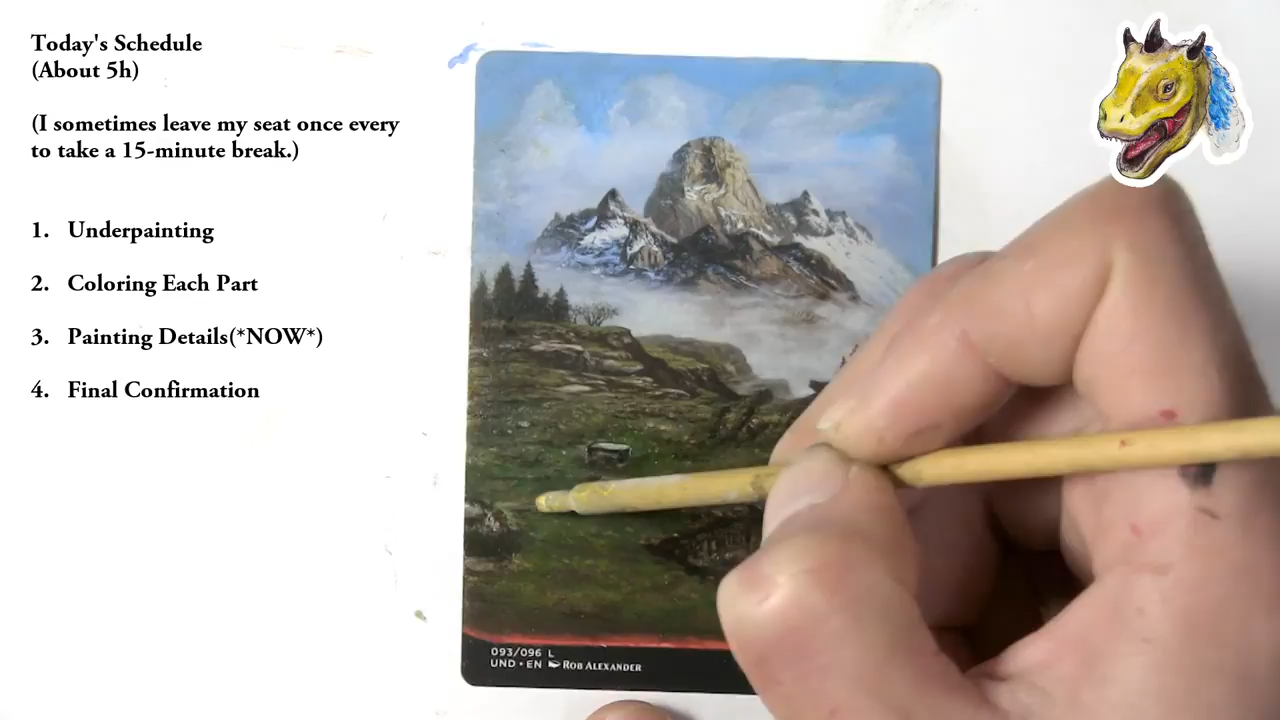 Today's Schedule
(About 5h)
(I sometimes leave my seat once every
to take a 15-minute break.)
1. Underpainting
2. Coloring Each Part
3. Painting Details(*NOW*)
4. Final Confirmation
093/096 L
UND • EN Rob Alexander